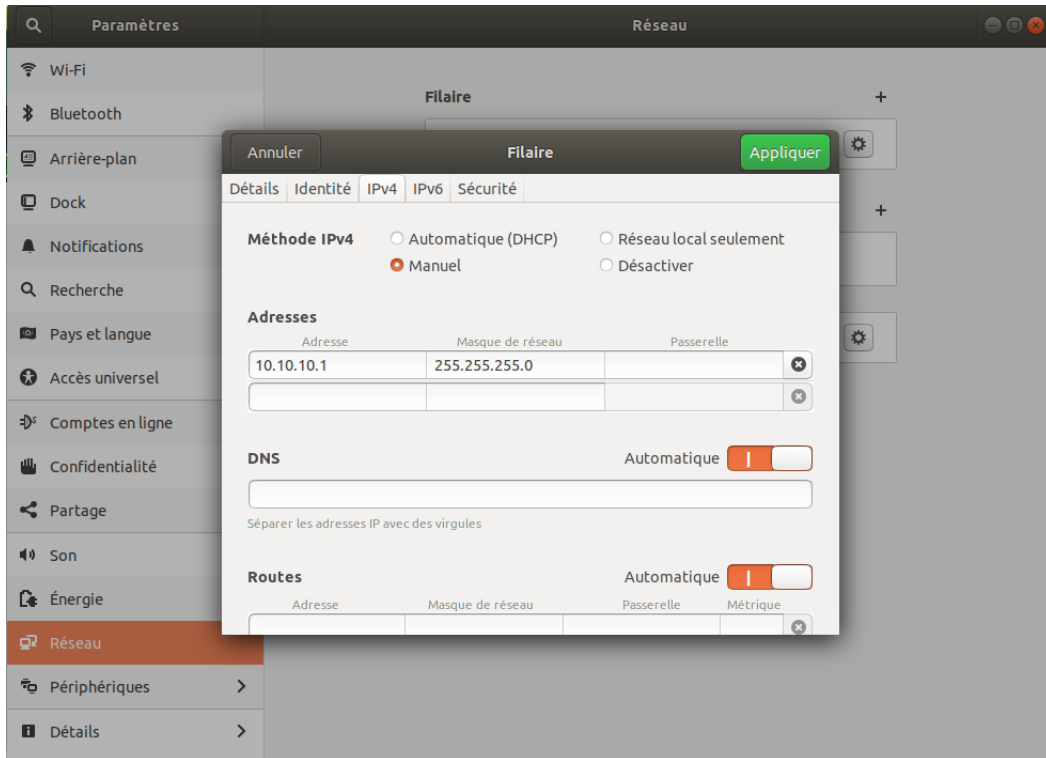 Paramètres
Réseau
Wi-Fi
Bluetooth
Arrière-plan
Dock
Notifications
Recherche
Pays et langue
Accès universel
Comptes en ligne
Confidentialité
Partage
Son
Énergie
Réseau
Périphériques
Détails
Filaire
Annuler
Filaire
Appliquer
Détails Identité IPv4 IPv6 Sécurité
Méthode IPv4 Automatique (DHCP) Réseau local seulement
Manuel Désactiver
Adresses
Adresse Masque de réseau Passerelle
10.10.10.1 255.255.255.0
DNS Automatique
Séparer les adresses IP avec des virgules
Routes Automatique
Adresse Masque de réseau Passerelle Métrique